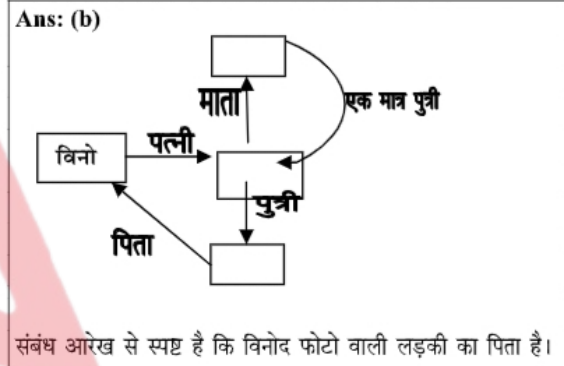 Ans: (b)
माता
एक मात्र पुत्री
पत्नी
विनो
पुत्री
पिता
संबंध आरेख से स्पष्ट है कि विनोद फोटो वाली लड़की का पिता है।